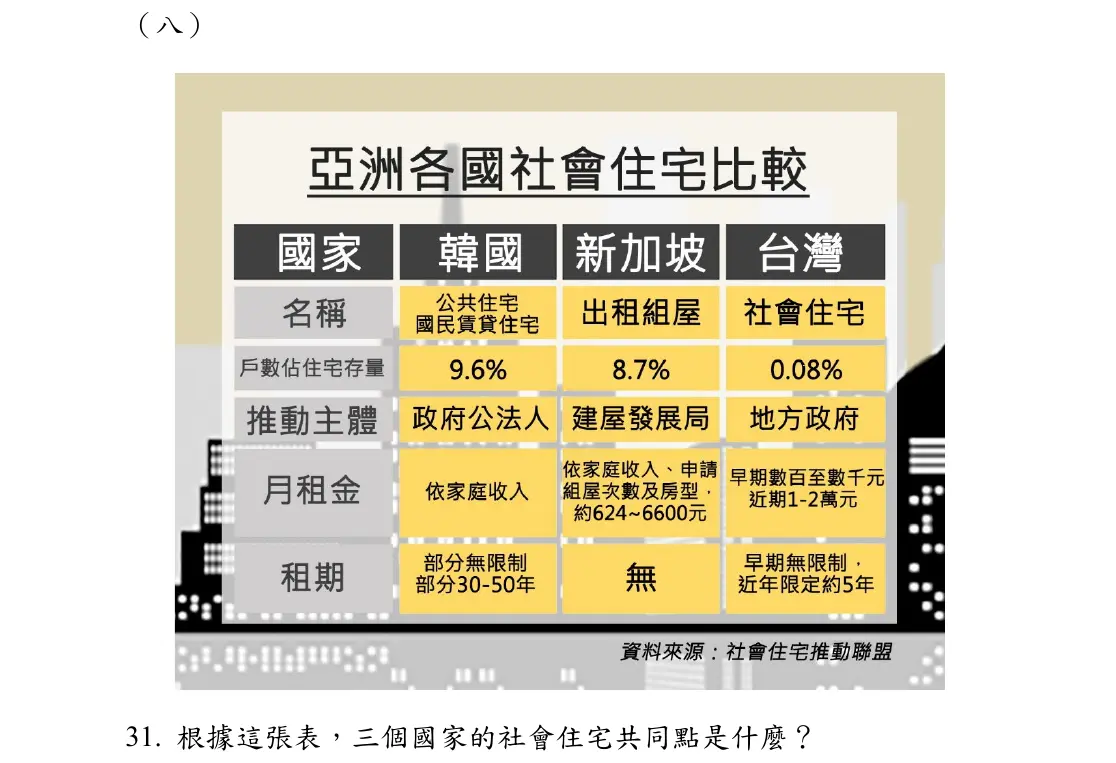 （八）
亞洲各國社會住宅比較
國家 韓國 新加坡 台灣
名稱 公共住宅 國民賃貸住宅 出租組屋 社會住宅
戶數佔住宅存量 9.6% 8.7% 0.08%
推動主體 政府公法人 建屋發展局 地方政府
月租金 依家庭收入 依家庭收入、申請組屋次數及房型，約624~6600元 早期數百至數千元 近期1-2萬元
租期 部分無限制 部分30-50年 無 早期無限制，近年限定約5年
資料來源：社會住宅推動聯盟
31. 根據這張表，三個國家的社會住宅共同點是什麼？